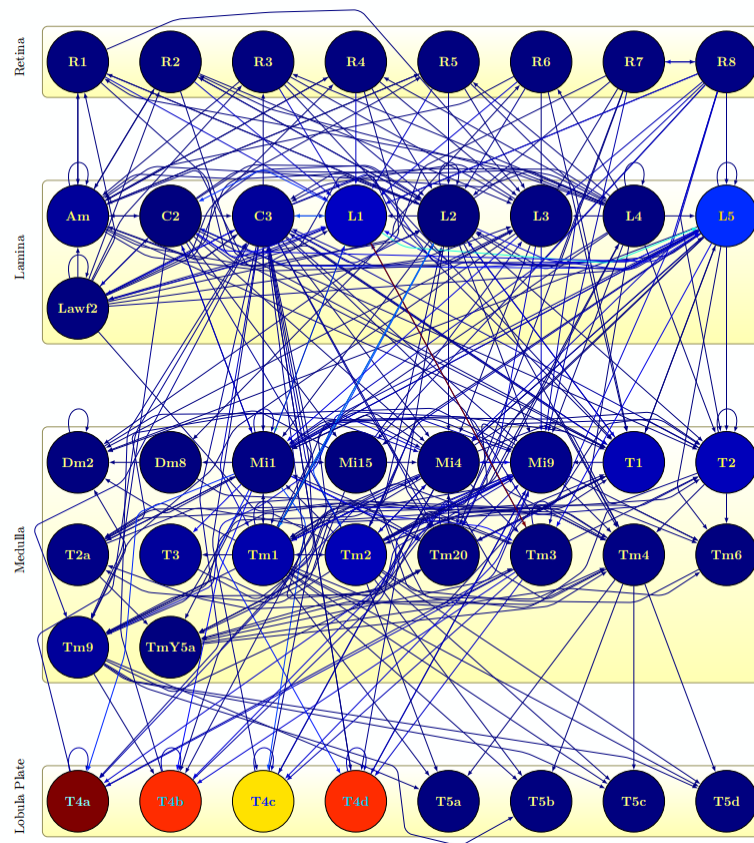 Retina
R1 R2 R3 R4 R5 R6 R7 R8
Lamina
Am C2 C3 L1 L2 L3 L4 L5
Lawf2
Medulla
Dm2 Dm8 Mi1 Mi15 Mi4 Mi9 T1 T2
T2a T3 Tm1 Tm2 Tm20 Tm3 Tm4 Tm6
Tm9 TmY5a
Lobula Plate
T4a T4b T4c T4d T5a T5b T5c T5d